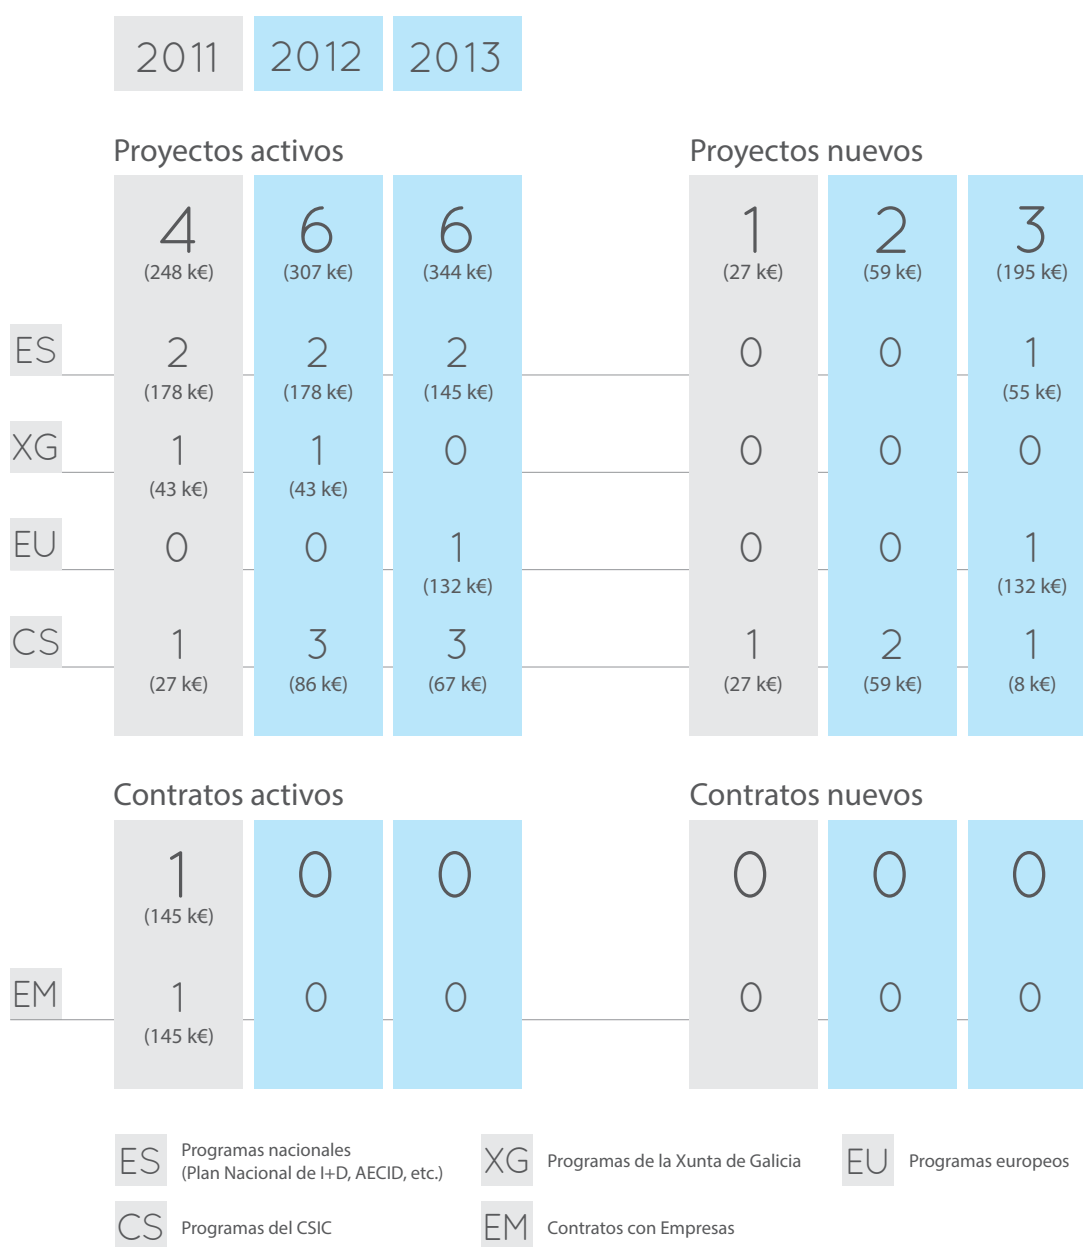 2011 2012 2013
Proyectos activos Proyectos nuevos
4 6 6 1 2 3
(248 k€) (307 k€) (344 k€) (27 k€) (59 k€) (195 k€)
ES 2 2 2 0 0 1
(178 k€) (178 k€) (145 k€) (55 k€)
XG 1 1 0 0 0 0
(43 k€) (43 k€)
EU 0 0 1 0 0 1
(132 k€) (132 k€)
CS 1 3 3 1 2 1
(27 k€) (86 k€) (67 k€) (27 k€) (59 k€) (8 k€)
Contratos activos Contratos nuevos
1 0 0 0 0 0
(145 k€)
EM 1 0 0 0 0 0
(145 k€)
ES Programas nacionales
(Plan Nacional de I+D, AECID, etc.)
XG Programas de la Xunta de Galicia
EU Programas europeos
CS Programas del CSIC
EM Contratos con Empresas